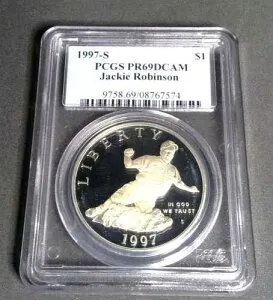 1997-S $1
PCGS PR69DCAM
Jackie Robinson
9758.69/08767574
LIBERTY
IN GOD
WE TRUST
S
1997